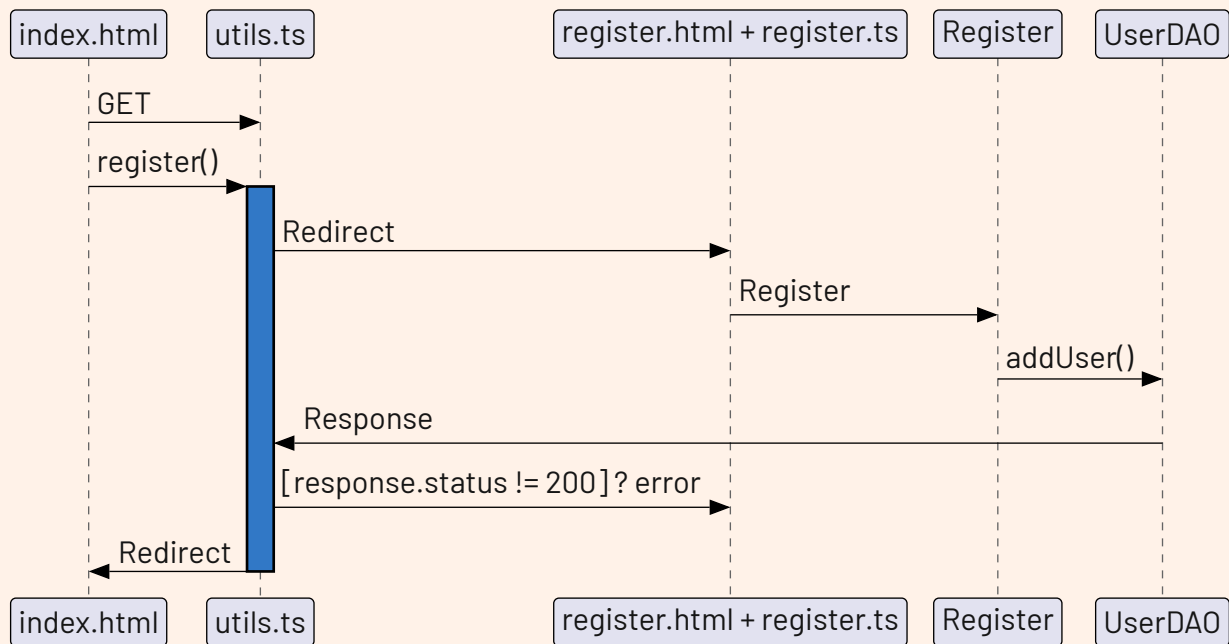 index.html
utils.ts
register.html + register.ts
Register
UserDAO
GET
register()
Redirect
Register
addUser()
Response
[response.status != 200]? error
Redirect
index.html
utils.ts
register.html + register.ts
Register
UserDAO